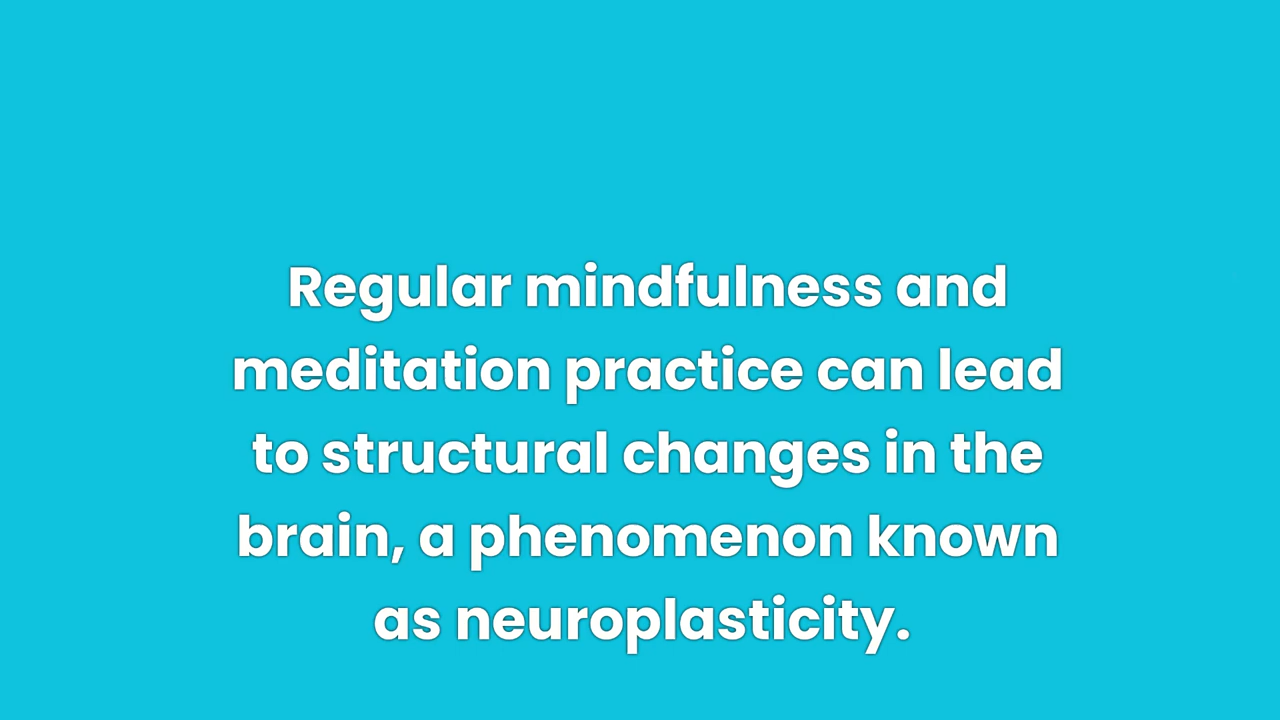 Regular mindfulness and
meditation practice can lead
to structural changes in the
brain, a phenomenon known
as neuroplasticity.